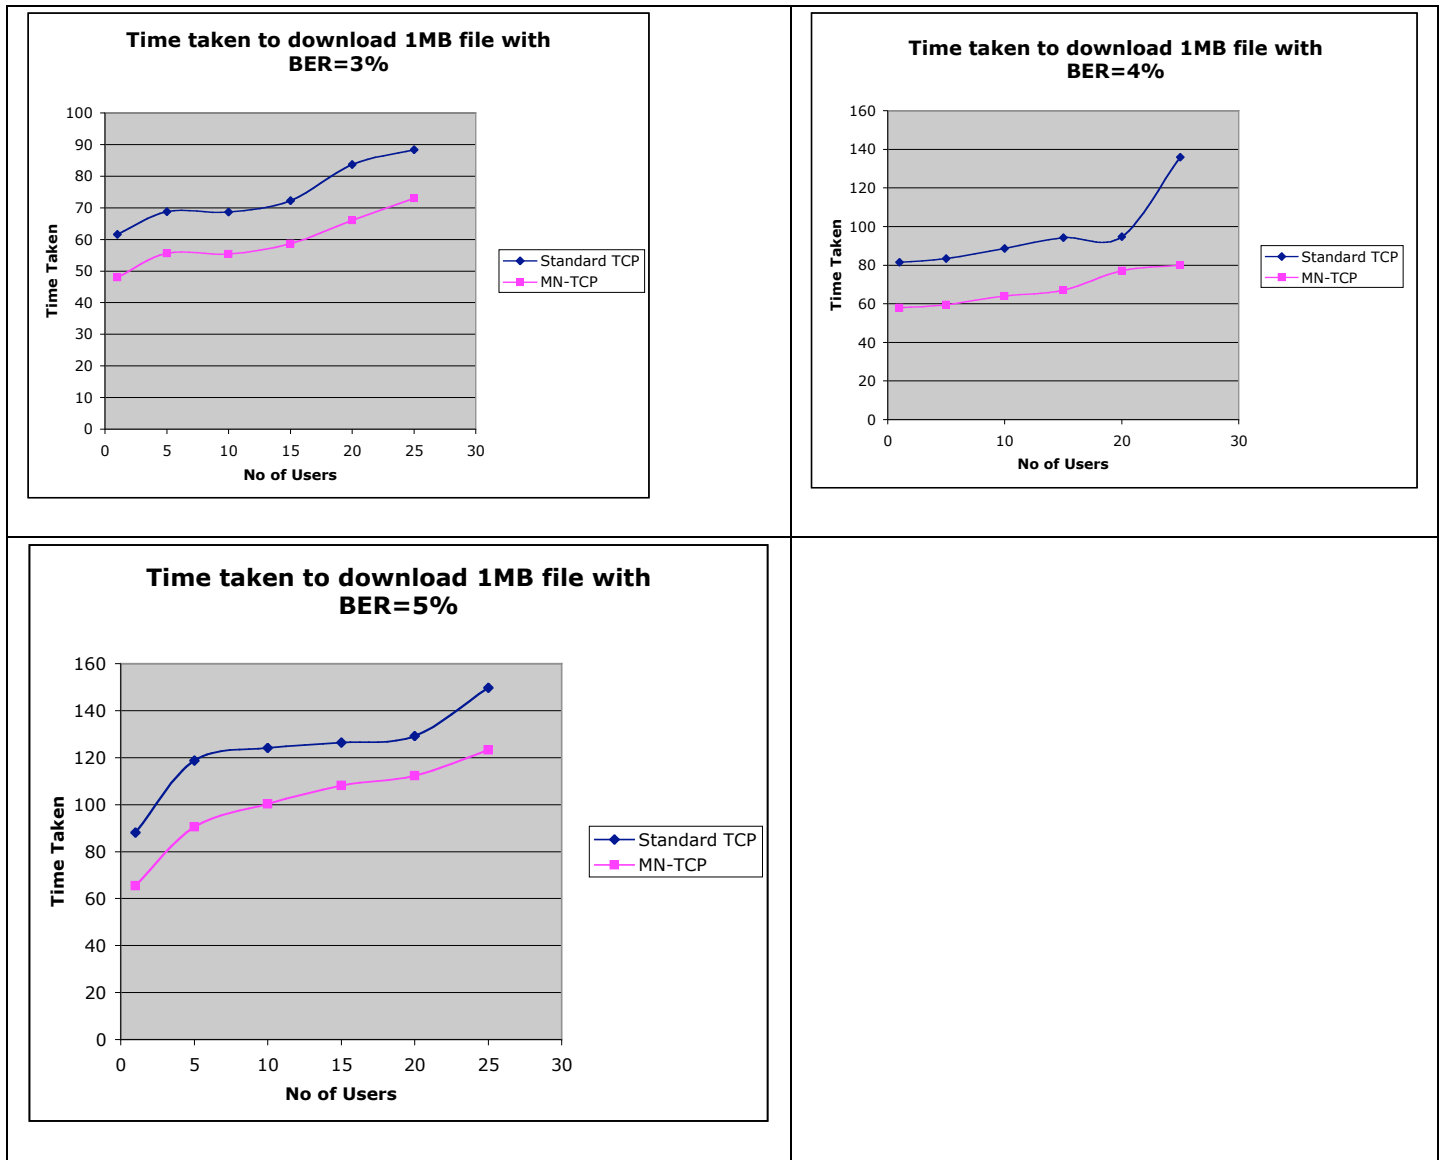 Time taken to download 1MB file with
BER=3%
100
90
80
70
60
50
40
30
20
10
0
0 5 10 15 20 25 30
Time Taken
No of Users
Standard TCP
MN-TCP
Time taken to download 1MB file with
BER=4%
160
140
120
100
80
60
40
20
0
0 10 20 30
Time Taken
No of Users
Standard TCP
MN-TCP
Time taken to download 1MB file with
BER=5%
160
140
120
100
80
60
40
20
0
0 5 10 15 20 25 30
Time Taken
No of Users
Standard TCP
MN-TCP